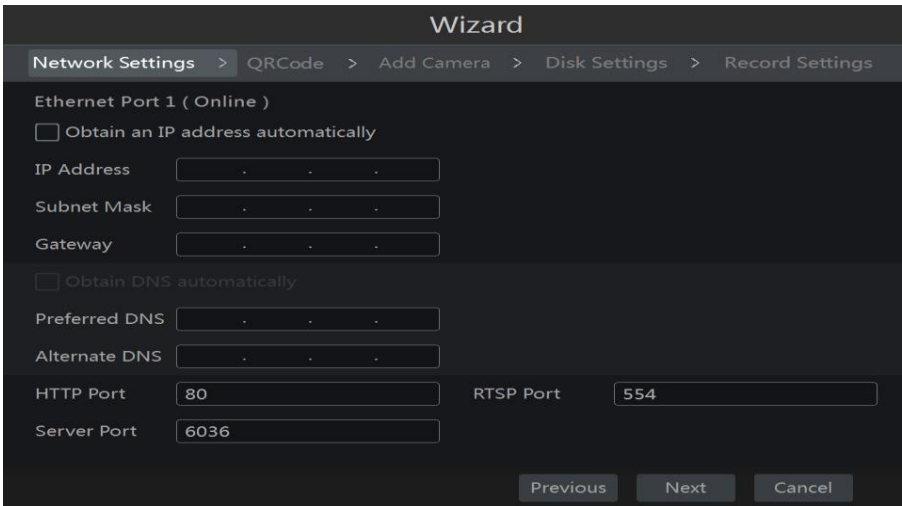 Wizard
Network Settings > QRCode > Add Camera > Disk Settings > Record Settings
Ethernet Port 1 ( Online )
Obtain an IP address automatically
IP Address . . .
Subnet Mask . . .
Gateway . . .
Obtain DNS automatically
Preferred DNS . . .
Alternate DNS . . .
HTTP Port 80 RTSP Port 554
Server Port 6036
Previous Next Cancel